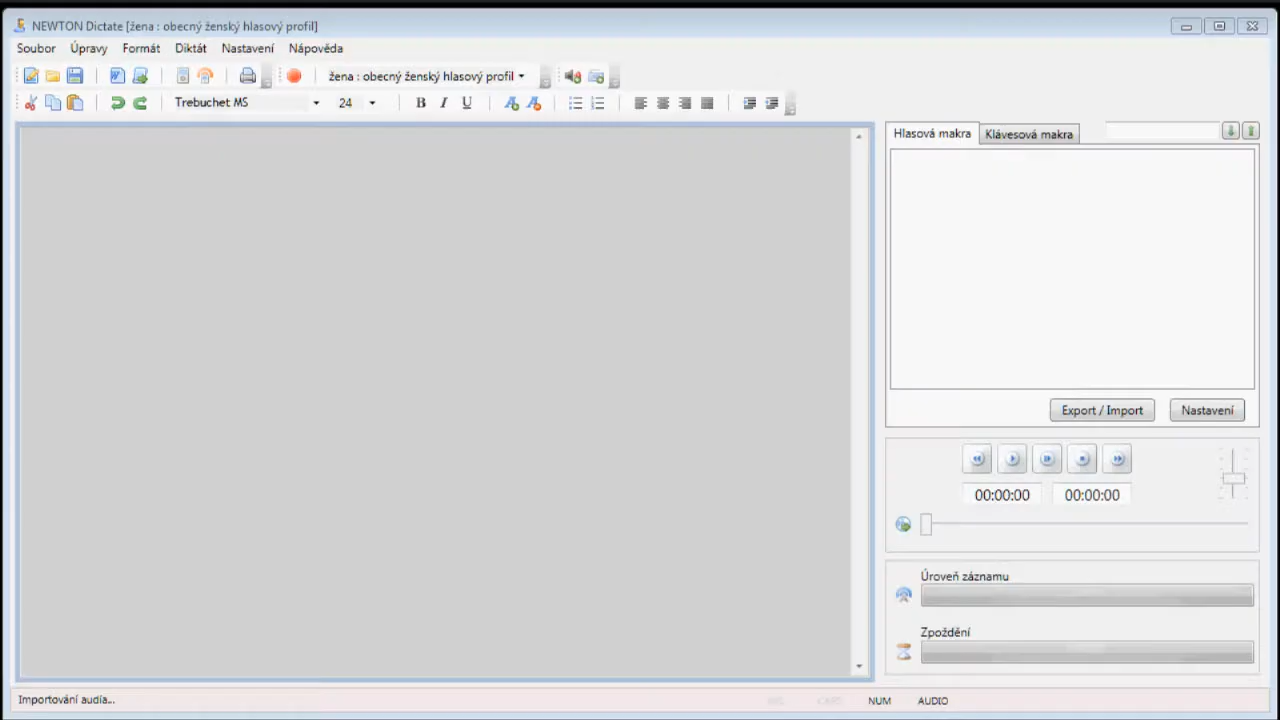 NEWTON Dictate [žena : obecný ženský hlasový profil]
Soubor Úpravy Formát Diktát Nastavení Nápověda
žena : obecný ženský hlasový profil
Trebuchet MS 24 B I U
Hlasová makra Klávesová makra
Export / Import Nastavení
00:00:00 00:00:00
Úroveň záznamu
Zpoždění
Importování audia... NUM AUDIO